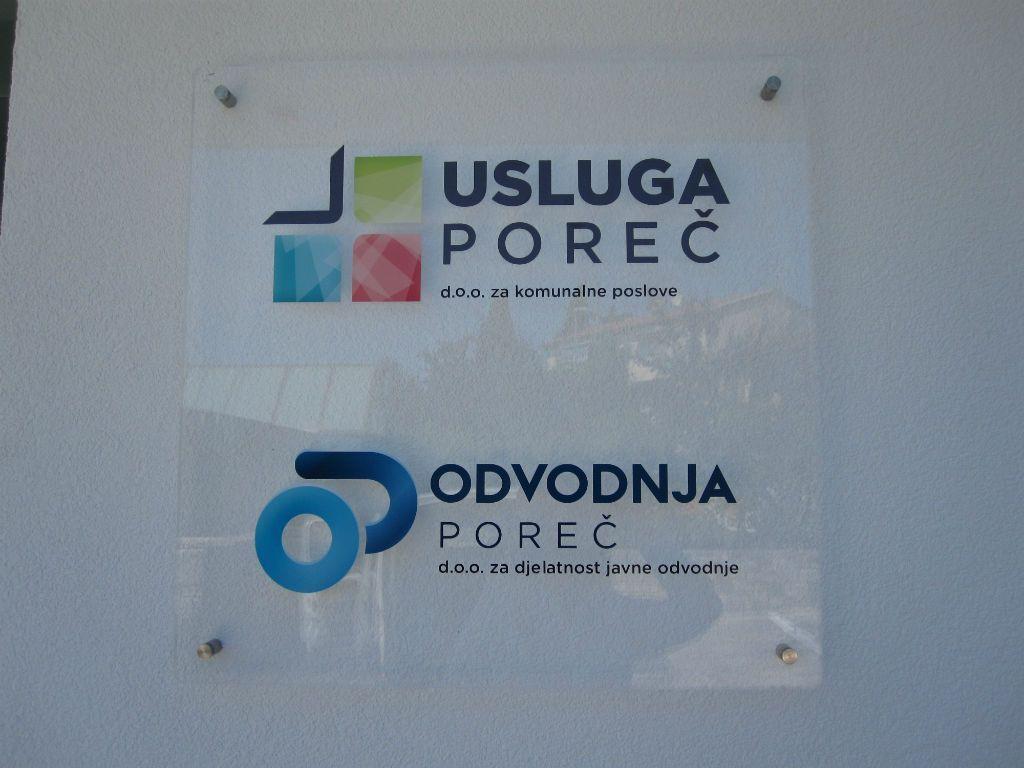 USLUGA
POREČ
d.o.o. za komunalne poslove
ODVODNJA
POREČ
d.o.o. za djelatnost javne odvodnje